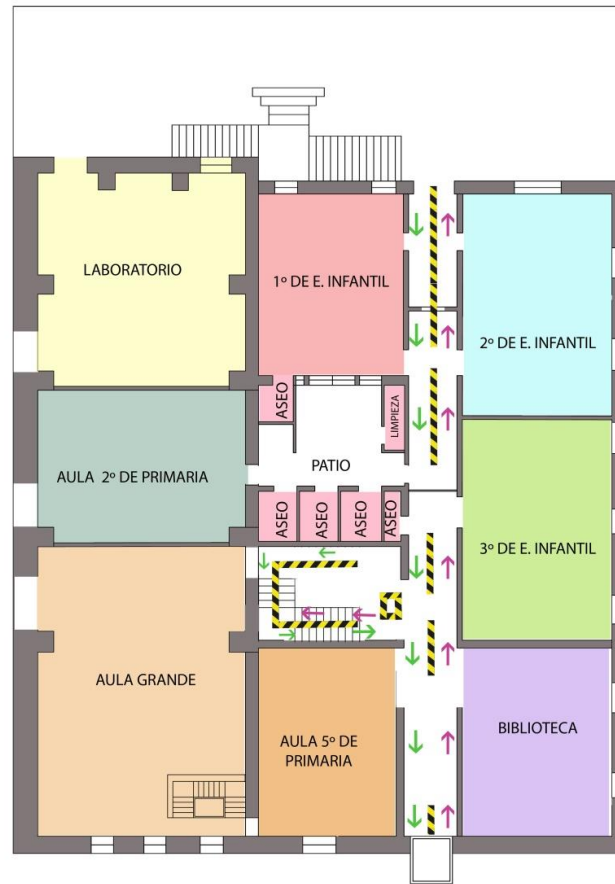 LABORATORIO
1º DE E. INFANTIL
2º DE E. INFANTIL
ASEO
LIMPIEZA
PATIO
AULA 2º DE PRIMARIA
ASEO
ASEO
ASEO
ASEO
3º DE E. INFANTIL
AULA GRANDE
AULA 5º DE
PRIMARIA
BIBLIOTECA